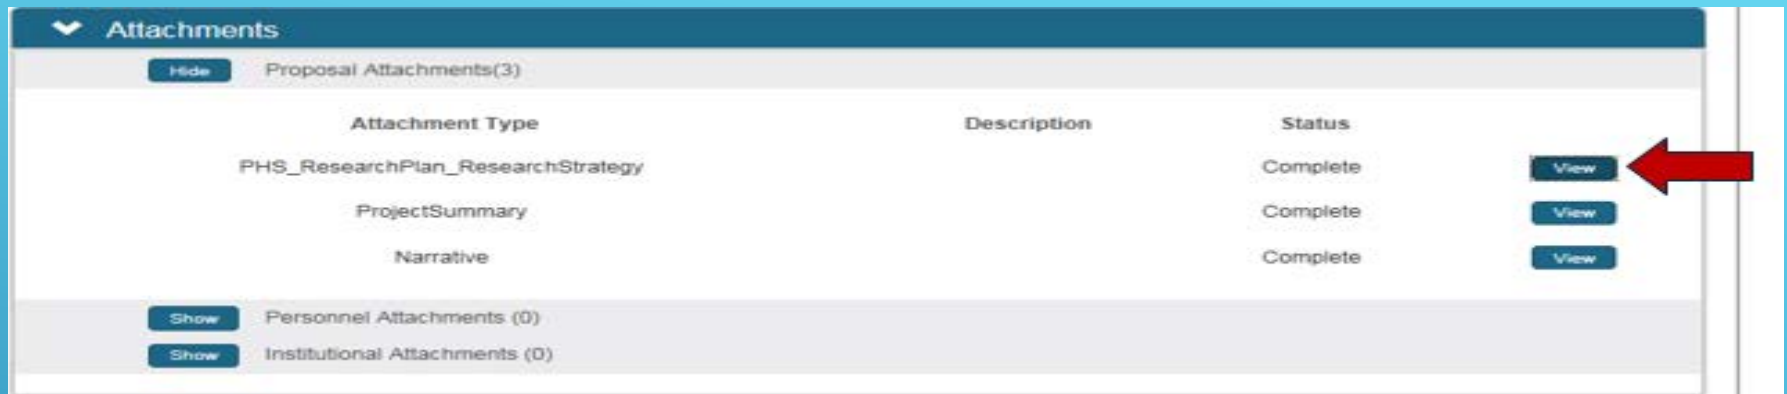 Attachments
Hide Proposal Attachments(3)
Attachment Type Description Status
PHS_ResearchPlan_ResearchStrategy Complete View
ProjectSummary Complete View
Narrative Complete View
Show Personnel Attachments (0)
Show Institutional Attachments (0)